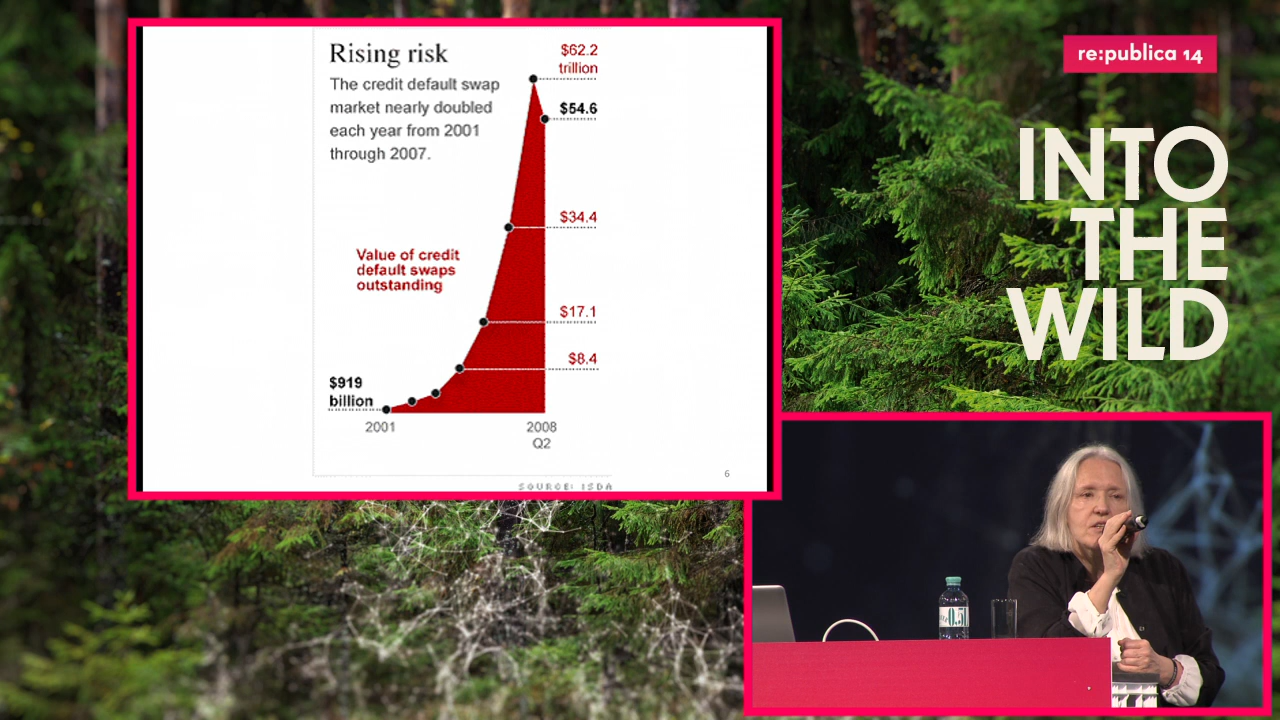 Rising risk
The credit default swap
market nearly doubled
each year from 2001
through 2007.
$62.2
trillion
$54.6
$34.4
Value of credit
default swaps
outstanding
$17.1
$8.4
$919
billion
2001
2008
Q2
SOURCE: ISDA
6
re:publica 14
INTO
THE
WILD
0,5